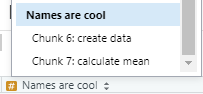 Names are cool
Chunk 6: create data
Chunk 7: calculate mean
# Names are cool